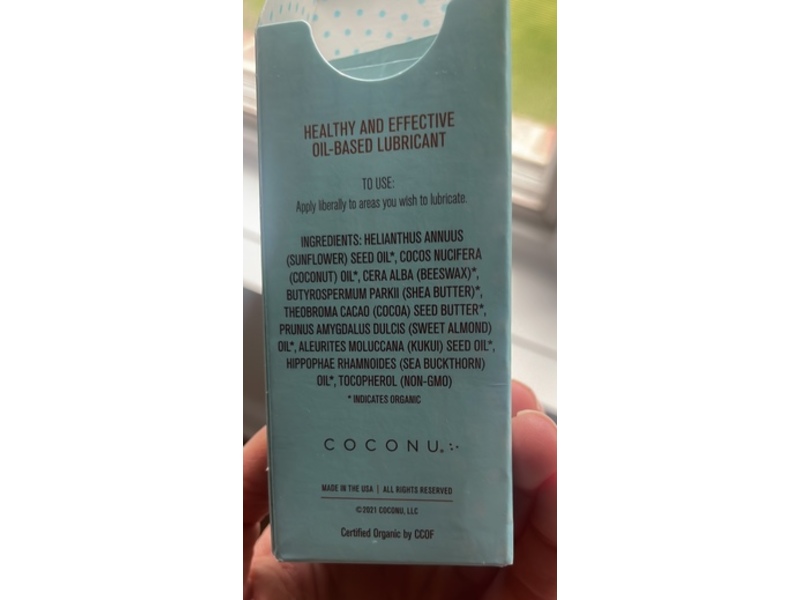 HEALTHY AND EFFECTIVE
OIL-BASED LUBRICANT
TO USE:
Apply liberally to areas you wish to lubricate.
INGREDIENTS: HELIANTHUS ANNUUS
(SUNFLOWER) SEED OIL*, COCOS NUCIFERA
(COCONUT) OIL*, CERA ALBA (BEESWAX)*,
BUTYROSPERMUM PARKII (SHEA BUTTER)*,
THEOBROMA CACAO (COCOA) SEED BUTTER*,
PRUNUS AMYGDALUS DULCIS (SWEET ALMOND)
OIL*, ALEURITES MOLUCCANA (KUKUI) SEED OIL*,
HIPPOPHAE RHAMNOIDES (SEA BUCKTHORN)
OIL*, TOCOPHEROL (NON-GMO)
* INDICATES ORGANIC
COCONU®
MADE IN THE USA | ALL RIGHTS RESERVED
©2021 COCONU, LLC
Certified Organic by CCOF